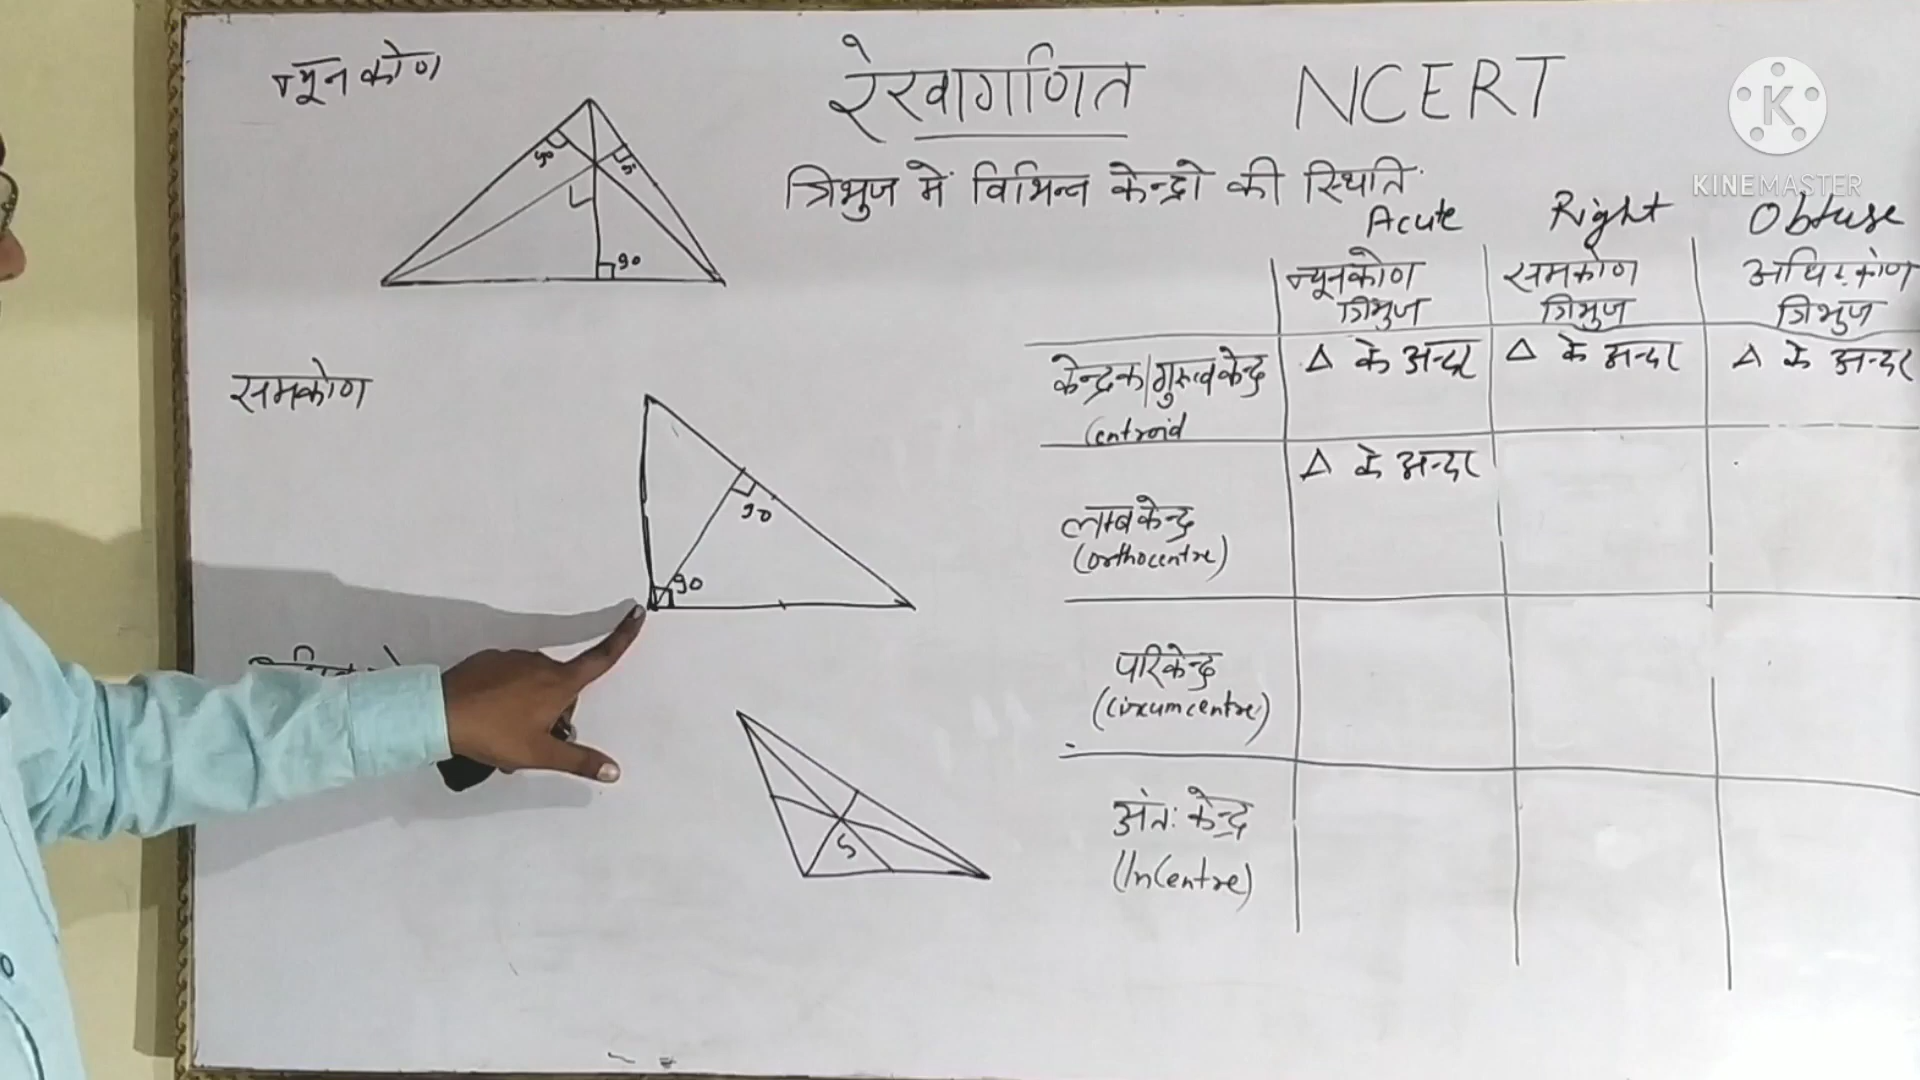 न्यून कोण
रेखागणित NCERT
K
KINEMASTER
त्रिभुज में विभिन्न केन्द्रो की स्थिति
Acute Right Obtuse
न्यूनकोण त्रिभुज समकोण त्रिभुज अधिककोण त्रिभुज
केन्द्रक/गुरुत्वकेन्द्र Δ के अन्दर Δ के अन्दर Δ के अन्दर
Centroid
Δ के अन्दर
लम्बकेन्द्र
(orthocentre)
परिकेन्द्र
(circumcentre)
अंतः केन्द्र
(InCentre)
90
90
L
90
समकोण
90
90
G